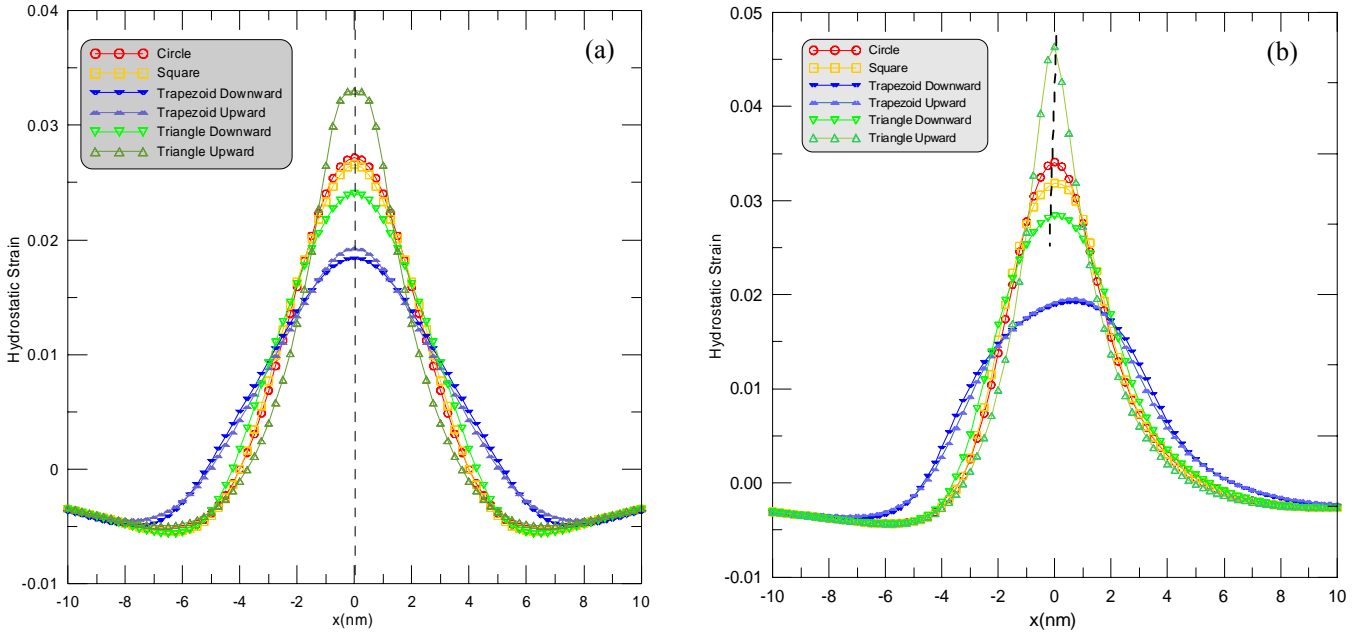 0.04
0.03
0.02
0.01
0
-0.01
Hydrostatic Strain
Circle
Square
Trapezoid Downward
Trapezoid Upward
Triangle Downward
Triangle Upward
(a)
-10 -8 -6 -4 -2 0 2 4 6 8 10
x(nm)
0.05
0.04
0.03
0.02
0.01
0.00
-0.01
Hydrostatic Strain
Circle
Square
Trapezoid Downward
Trapezoid Upward
Triangle Downward
Triangle Upward
(b)
-10 -8 -6 -4 -2 0 2 4 6 8 10
x(nm)